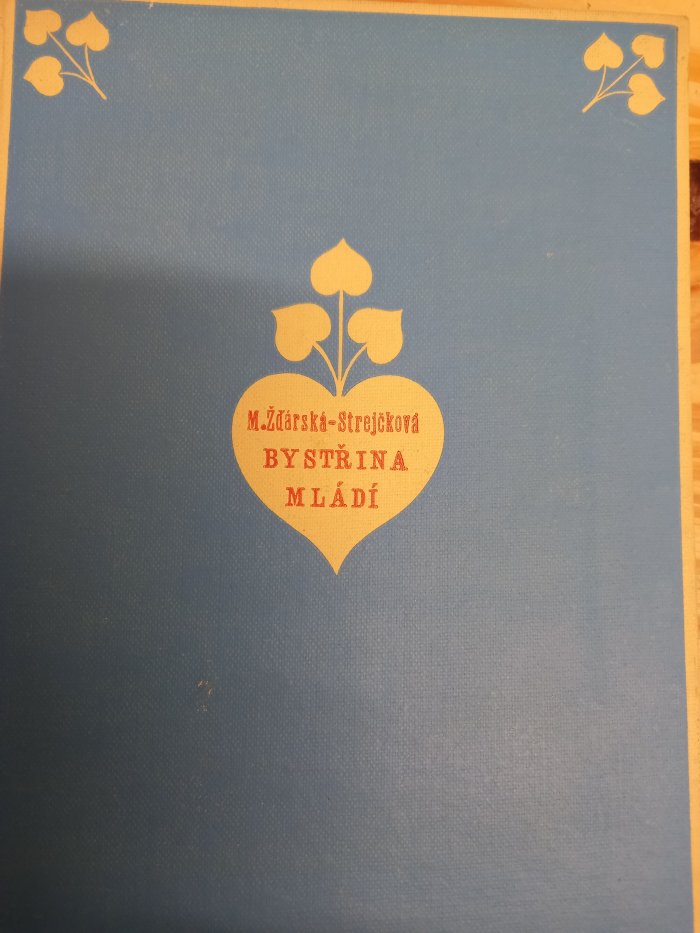 M. Žďárská-Strejčková
BYSTŘINA
MLÁDÍ